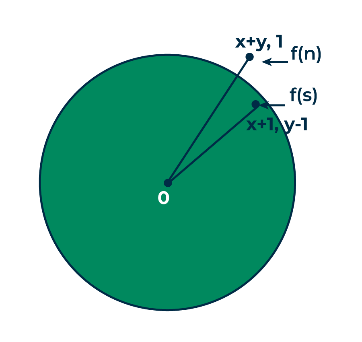 x+y, 1
f(n)
f(s)
x+1, y-1
0